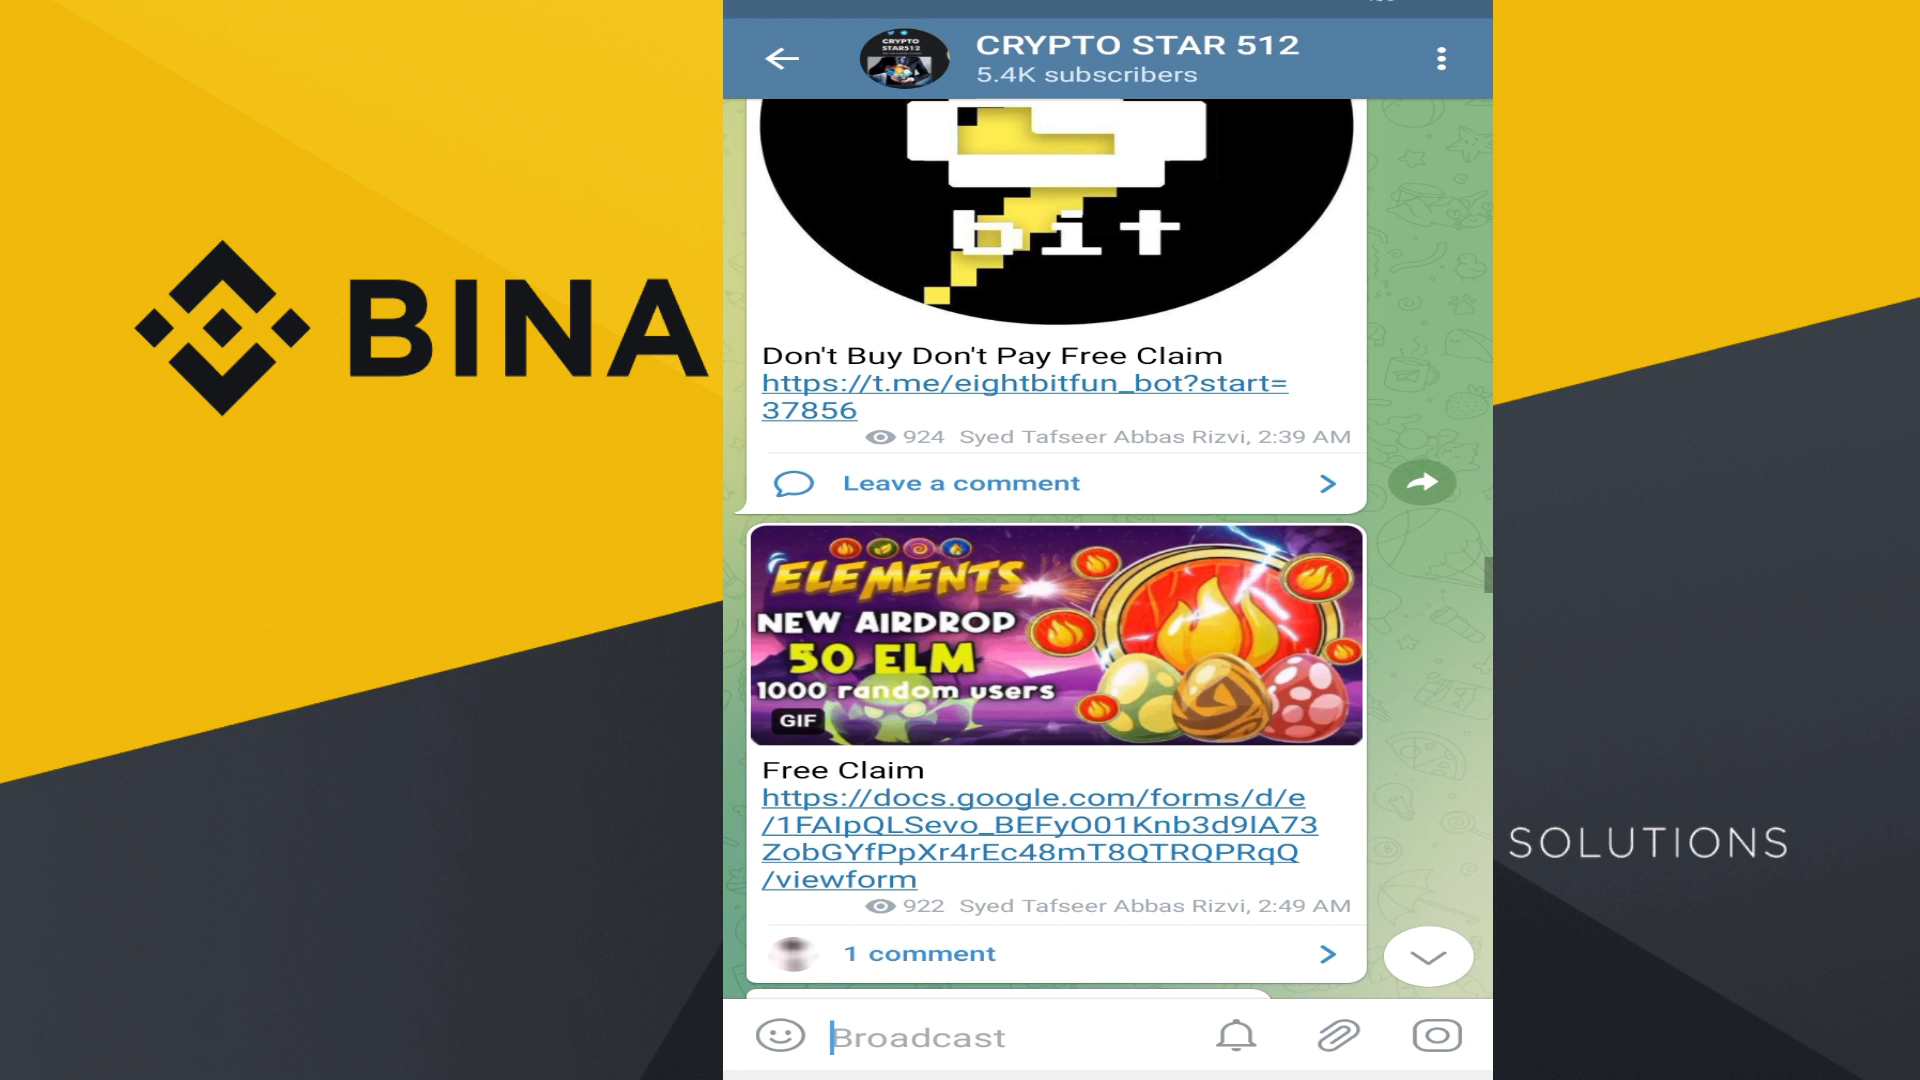 BINA
CRYPTO
STAR512
CRYPTO STAR 512
5.4K subscribers
bit
Don't Buy Don't Pay Free Claim
https://t.me/eightbitfun_bot?start=
37856
924 Syed Tafseer Abbas Rizvi, 2:39 AM
Leave a comment
ELEMENTS
NEW AIRDROP
50 ELM
1000 random users
GIF
Free Claim
https://docs.google.com/forms/d/e
/1FAIpQLSevo_BEFyO01Knb3d9lA73
ZobGYfPpXr4rEc48mT8QTRQPRqQ
/viewform
922 Syed Tafseer Abbas Rizvi, 2:49 AM
1 comment
Broadcast
SOLUTIONS